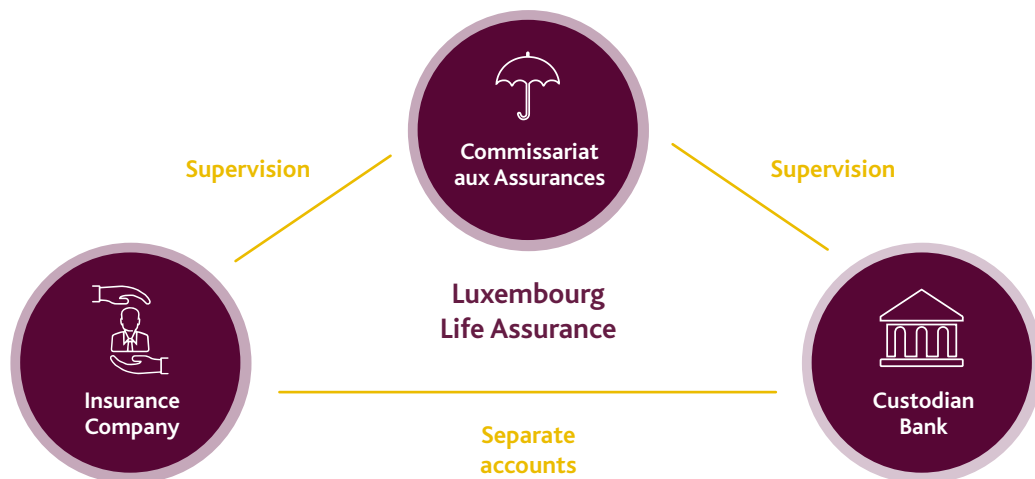 Commissariat
aux Assurances
Supervision
Supervision
Luxembourg
Life Assurance
Insurance
Company
Custodian
Bank
Separate
accounts